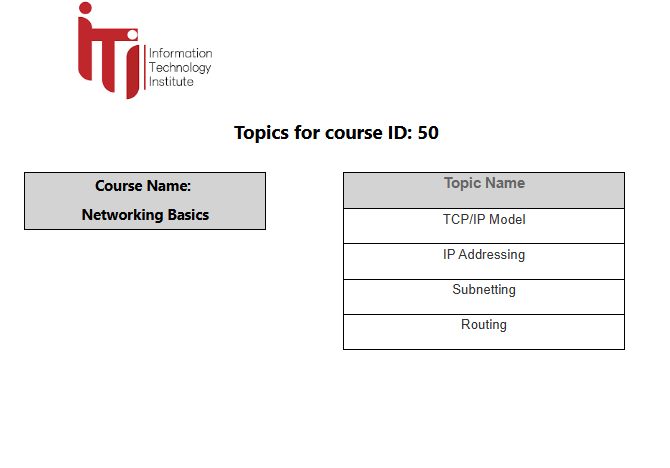 iTi
Information
Technology
Institute
Topics for course ID: 50
Course Name:
Networking Basics
Topic Name
TCP/IP Model
IP Addressing
Subnetting
Routing